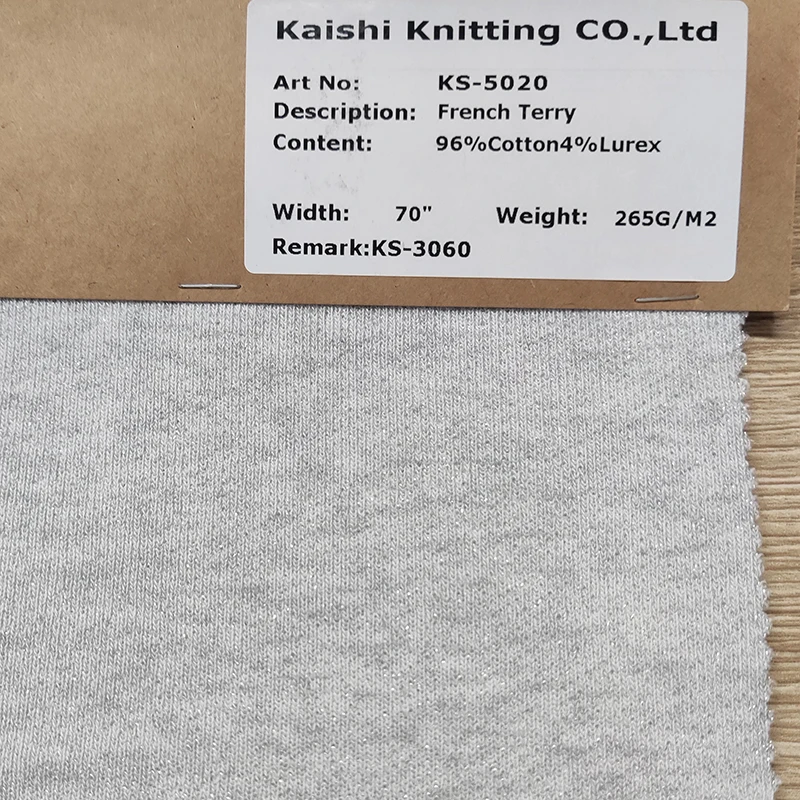 Kaishi Knitting CO.,Ltd
Art No: KS-5020
Description: French Terry
Content: 96%Cotton4%Lurex
Width: 70" Weight: 265G/M2
Remark:KS-3060